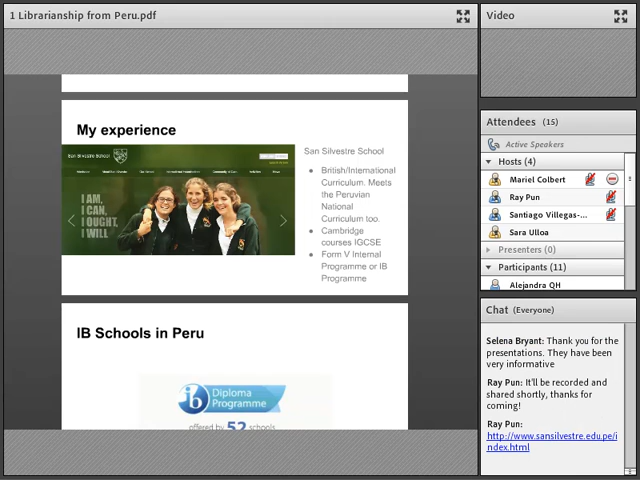 1 Librarianship from Peru.pdf
My experience
San Silvestre School
I AM,
I CAN,
I OUGHT,
I WILL
San Silvestre School
● British/International
Curriculum. Meets
the Peruvian
National
Curriculum too.
● Cambridge
courses IGCSE
● Form V Internal
Programme or IB
Programme
IB Schools in Peru
ib Diploma
Programme
offered by 52 schools
Video
Attendees (15)
Active Speakers
Hosts (4)
Mariel Colbert
Ray Pun
Santiago Villegas-...
Sara Ulloa
Presenters (0)
Participants (11)
Alejandra QH
Chat (Everyone)
Selena Bryant: Thank you for the
presentations. They have been
very informative
Ray Pun: It'll be recorded and
shared shortly, thanks for
coming!
Ray Pun:
http://www.sansilvestre.edu.pe/i
ndex.html